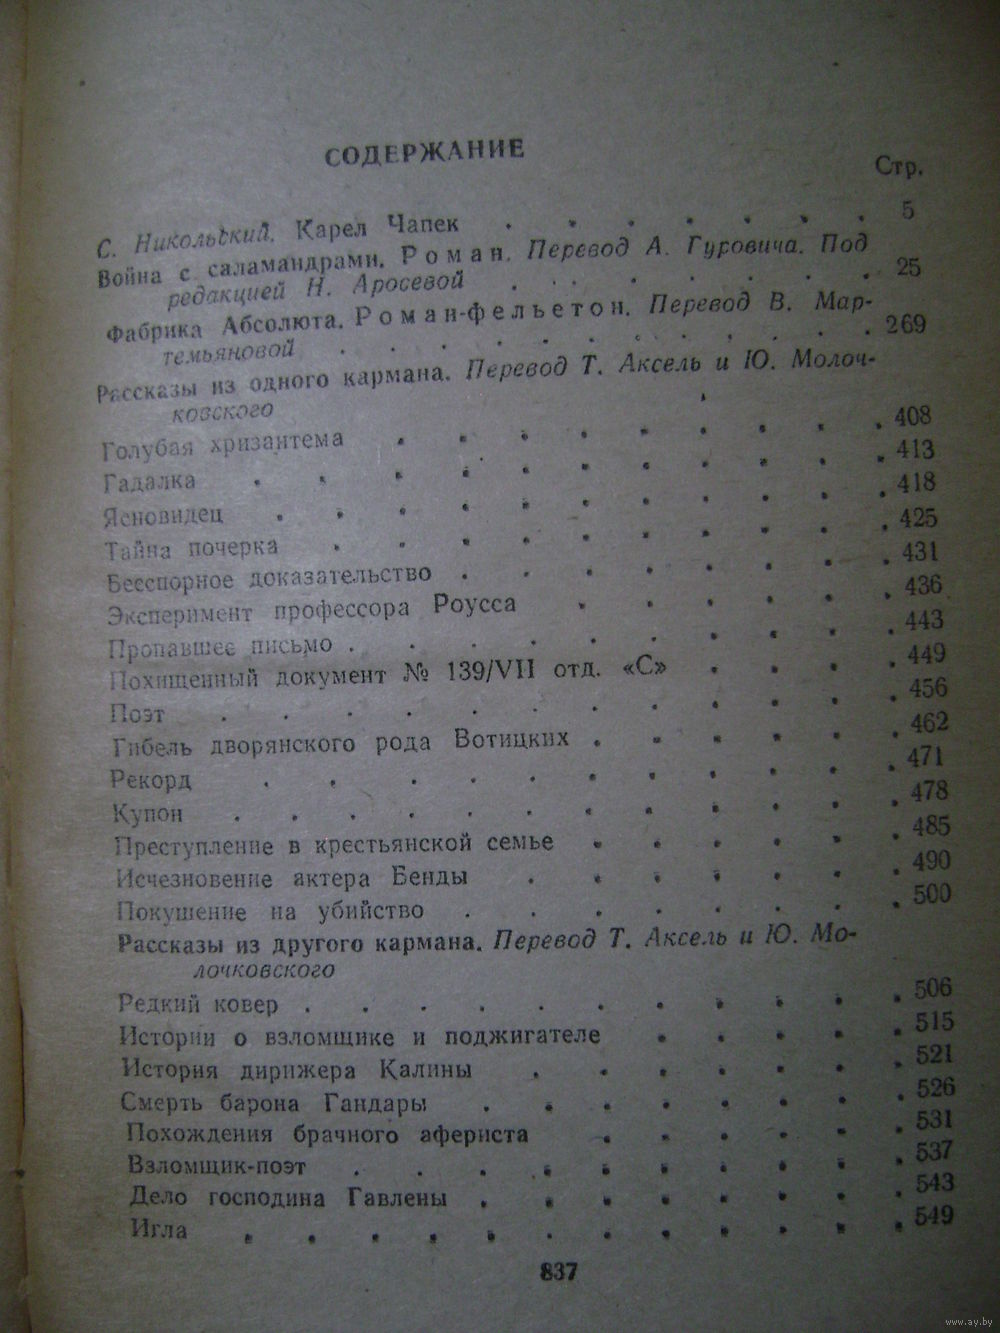 СОДЕРЖАНИЕ
Стр.
С. Никольский. Карел Чапек . . . . . . . 5
Война с саламандрами. Роман. Перевод А. Гуровича. Под
редакцией Н. Аросевой . . . . . . . 25
Фабрика Абсолюта. Роман-фельетон. Перевод В. Мар-
темьяновой . . . . . . . . . 269
Рассказы из одного кармана. Перевод Т. Аксель и Ю. Молоч-
ковского
Голубая хризантема . . . . . . . . . 408
Гадалка . . . . . . . . . . . 413
Ясновидец . . . . . . . . . . . 418
Тайна почерка . . . . . . . . . . 425
Бесспорное доказательство . . . . . . . . 431
Эксперимент профессора Роусса . . . . . . 436
Пропавшее письмо . . . . . . . . . . 443
Похищенный документ № 139/VII отд. «С» . . . . 449
Поэт . . . . . . . . . . . . 456
Гибель дворянского рода Вотицких . . . . . . 462
Рекорд . . . . . . . . . . . 471
Купон . . . . . . . . . . . . 478
Преступление в крестьянской семье . . . . . . 485
Исчезновение актера Бенды . . . . . . . 490
Покушение на убийство . . . . . . . . 500
Рассказы из другого кармана. Перевод Т. Аксель и Ю. Мо-
лочковского
Редкий ковер . . . . . . . . . . . 506
Истории о взломщике и поджигателе . . . . . 515
История дирижера Калины . . . . . . . 521
Смерть барона Гандары . . . . . . . . 526
Похождения брачного афериста . . . . . . 531
Взломщик-поэт . . . . . . . . . . 537
Дело господина Гавлены . . . . . . . . 543
Игла . . . . . . . . . . . . 549
837
www.ay.by